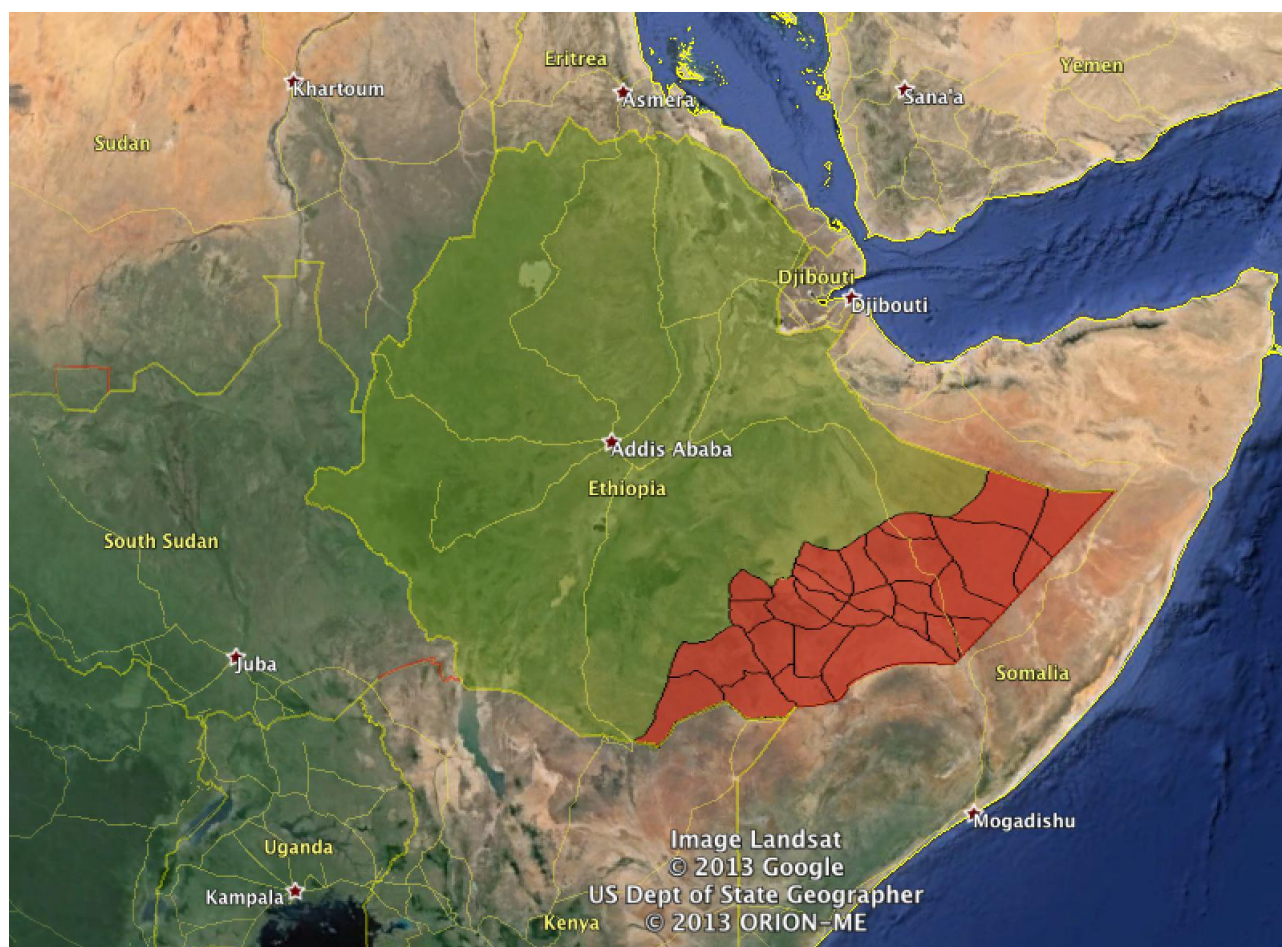 Eritrea
Yemen
Khartoum
Asmera
Sana'a
Sudan
Djibouti
Djibouti
Addis Ababa
Ethiopia
South Sudan
Juba
Somalia
Mogadishu
Uganda
Kampala
Kenya
Image Landsat
© 2013 Google
US Dept of State Geographer
© 2013 ORION-ME